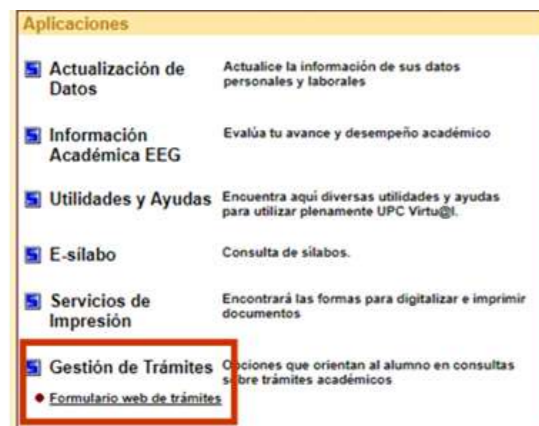 Aplicaciones
Actualización de Datos
Actualice la información de sus datos
personales y laborales
Información
Académica EEG
Evalúa tu avance y desempeño académico
Utilidades y Ayudas
Encuentra aquí diversas utilidades y ayudas
para utilizar plenamente UPC Virtu@l.
E-sílabo
Consulta de sílabos.
Servicios de
Impresión
Encontrará las formas para digitalizar e imprimir
documentos
Gestión de Trámites
Opciones que orientan al alumno en consultas
sobre trámites académicos
Formulario web de trámites